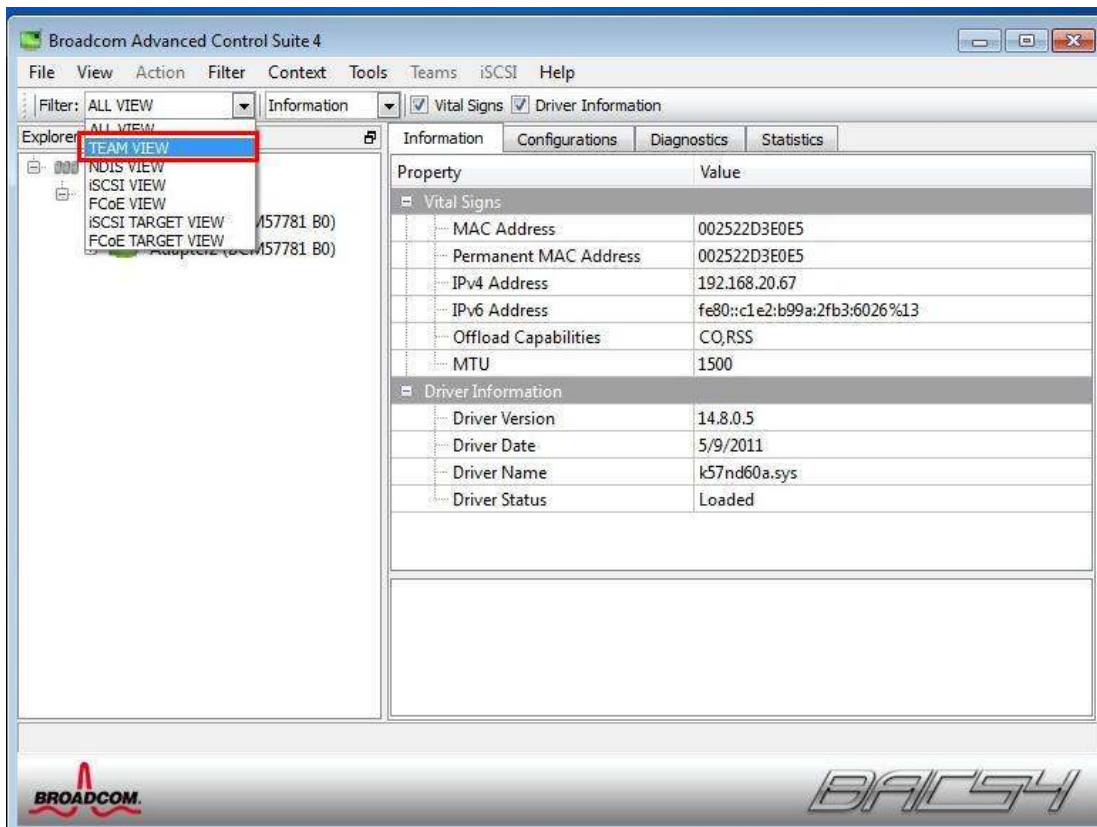 Broadcom Advanced Control Suite 4
File View Action Filter Context Tools Teams iSCSI Help
Filter: ALL VIEW Information Vital Signs Driver Information
Explorer
ALL VIEW
TEAM VIEW
NDIS VIEW
iSCSI VIEW
FCoE VIEW
iSCSI TARGET VIEW
FCoE TARGET VIEW
M57781 B0)
Adapter2 (BCM57781 B0)
Information Configurations Diagnostics Statistics
Property Value
Vital Signs
MAC Address 002522D3E0E5
Permanent MAC Address 002522D3E0E5
IPv4 Address 192.168.20.67
IPv6 Address fe80::c1e2:b99a:2fb3:6026%13
Offload Capabilities CO,RSS
MTU 1500
Driver Information
Driver Version 14.8.0.5
Driver Date 5/9/2011
Driver Name k57nd60a.sys
Driver Status Loaded
BROADCOM.
BACS4